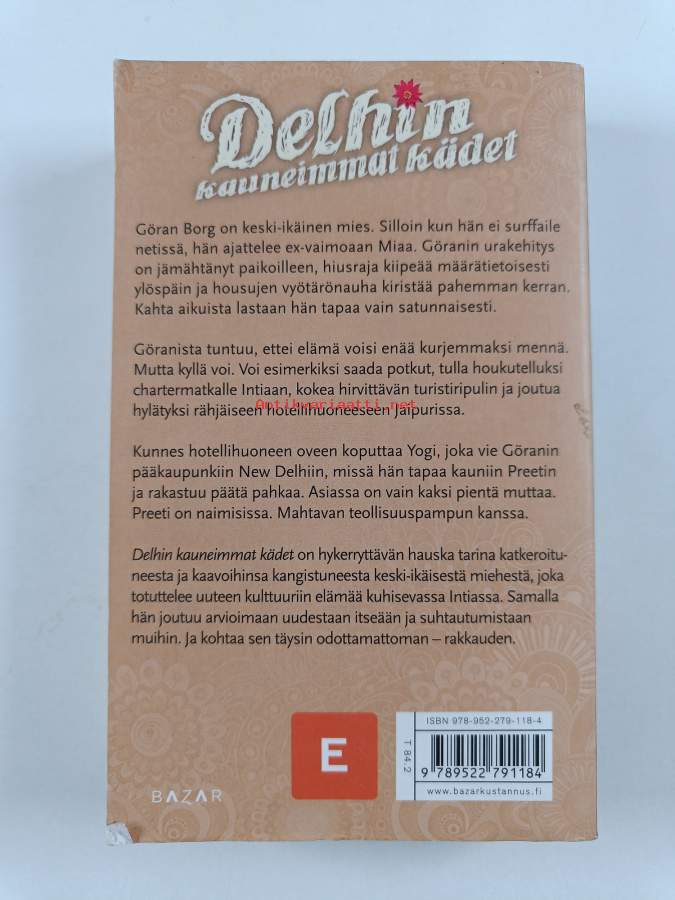 Delhin
kauneimmat kädet
Göran Borg on keski-ikäinen mies. Silloin kun hän ei surffaile
netissä, hän ajattelee ex-vaimoaan Miaa. Göranin urakehitys
on jämähtänyt paikoilleen, hiusraja kiipeää määrätietoisesti
ylöspäin ja housujen vyötärönauha kiristää pahemman kerran.
Kahta aikuista lastaan hän tapaa vain satunnaisesti.
Göranista tuntuu, ettei elämä voisi enää kurjemmaksi mennä.
Mutta kyllä voi. Voi esimerkiksi saada potkut, tulla houkutelluksi
chartermatkalle Intiaan, kokea hirvittävän turistiripulin ja joutua
hylätyksi rähjäiseen hotellihuoneeseen Jaipurissa.
Antikvariaatti.net
Kunnes hotellihuoneen oveen koputtaa Yogi, joka vie Göranin
pääkaupunkiin New Delhiin, missä hän tapaa kauniin Preetin
ja rakastuu päätä pahkaa. Asiassa on vain kaksi pientä muttaa.
Preeti on naimisissa. Mahtavan teollisuuspampun kanssa.
Delhin kauneimmat kädet on hykerryttävän hauska tarina katkeroitu-
neesta ja kaavoihinsa kangistuneesta keski-ikäisestä miehestä, joka
totuttelee uuteen kulttuuriin elämää kuhisevassa Intiassa. Samalla
hän joutuu arvioimaan uudestaan itseään ja suhtautumistaan
muihin. Ja kohtaa sen täysin odottamattoman – rakkauden.
BAZAR
E
T 84.2
ISBN 978-952-279-118-4
9 789522 791184
www.bazarkustannus.fi